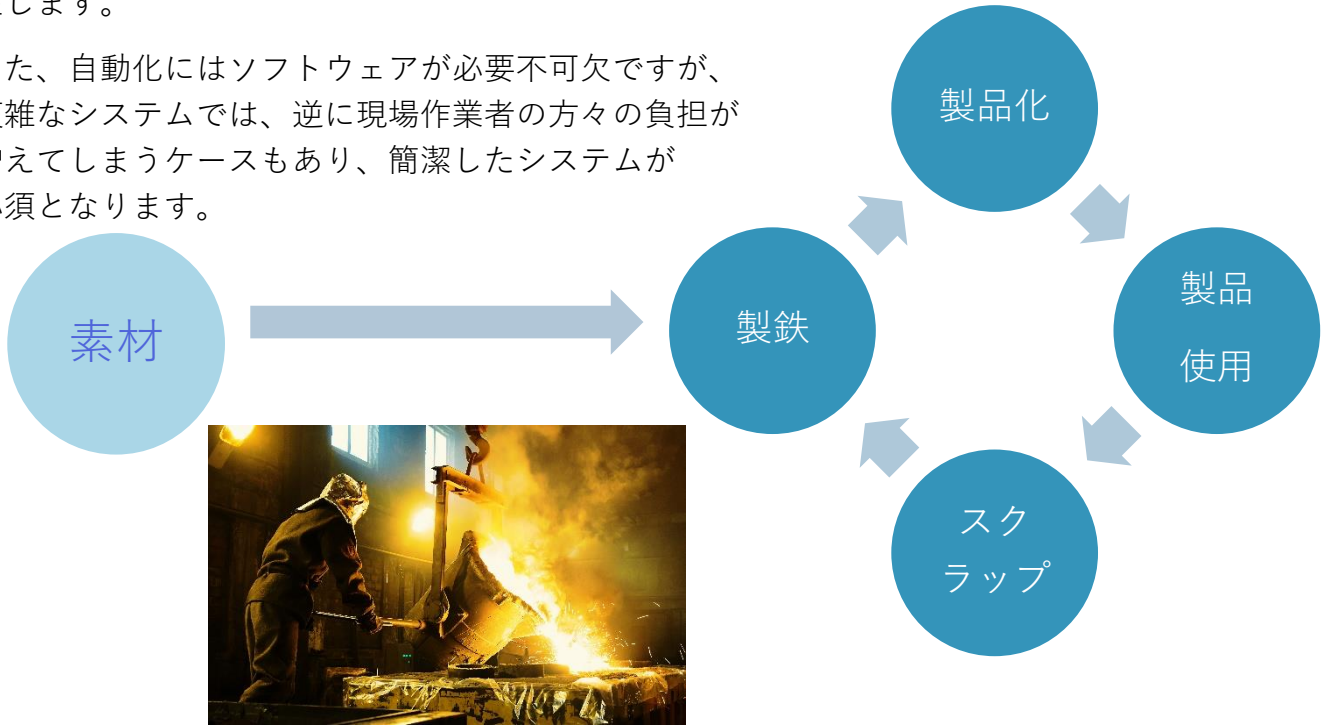 します。
た、自動化にはソフトウェアが必要不可欠ですが、
雑なシステムでは、逆に現場作業者の方々の負担が
えてしまうケースもあり、簡潔したシステムが
須となります。
製品化
製品
使用
製鉄
素材
スク
ラップ